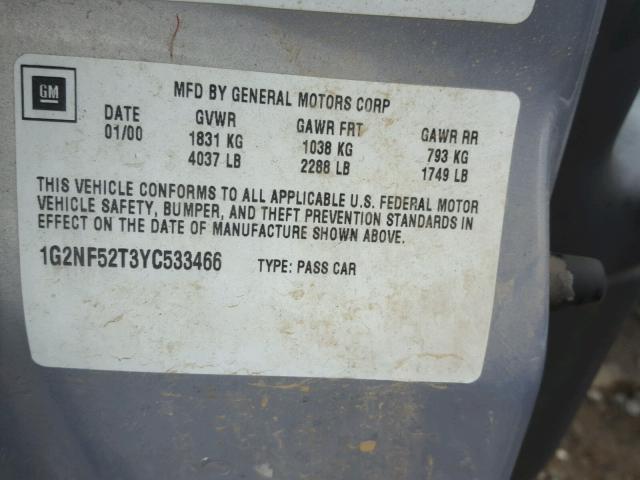 GM
MFD BY GENERAL MOTORS CORP
DATE GVWR GAWR FRT GAWR RR
01/00 1831 KG 1038 KG 793 KG
4037 LB 2288 LB 1749 LB
THIS VEHICLE CONFORMS TO ALL APPLICABLE U.S. FEDERAL MOTOR
VEHICLE SAFETY, BUMPER, AND THEFT PREVENTION STANDARDS IN
EFFECT ON THE DATE OF MANUFACTURE SHOWN ABOVE.
1G2NF52T3YC533466 TYPE: PASS CAR